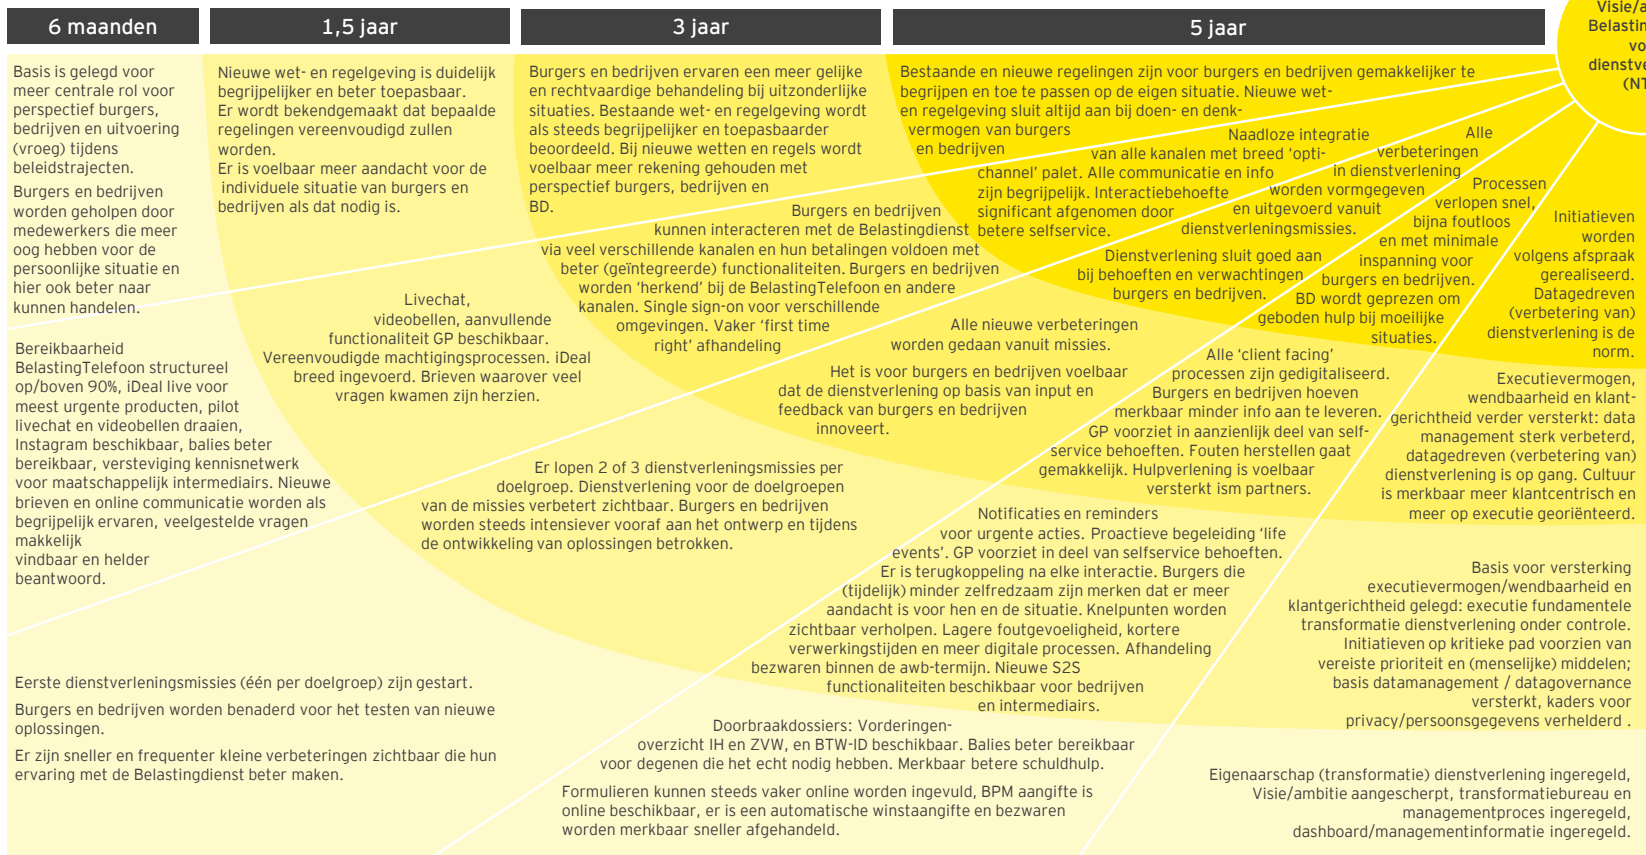 6 maanden
1,5 jaar
3 jaar
5 jaar
Visie/a
Belastin
vo
dienstve
(NT
Basis is gelegd voor
meer centrale rol voor
perspectief burgers,
bedrijven en uitvoering
(vroeg) tijdens
beleidstrajecten.
Burgers en bedrijven
worden geholpen door
medewerkers die meer
oog hebben voor de
persoonlijke situatie en
hier ook beter naar
kunnen handelen.
Nieuwe wet- en regelgeving is duidelijk
begrijpelijker en beter toepasbaar.
Er wordt bekendgemaakt dat bepaalde
regelingen vereenvoudigd zullen
worden.
Er is voelbaar meer aandacht voor de
individuele situatie van burgers en
bedrijven als dat nodig is.
Burgers en bedrijven ervaren een meer gelijke
en rechtvaardige behandeling bij uitzonderlijke
situaties. Bestaande wet- en regelgeving wordt
als steeds begrijpelijker en toepasbaarder
beoordeeld. Bij nieuwe wetten en regels wordt
voelbaar meer rekening gehouden met
perspectief burgers, bedrijven en
BD.
Bestaande en nieuwe regelingen zijn voor burgers en bedrijven gemakkelijker te
begrijpen en toe te passen op de eigen situatie. Nieuwe wet-
en regelgeving sluit altijd aan bij doen- en denk-
vermogen van burgers
en bedrijven
Bereikbaarheid
BelastingTelefoon structureel
op/boven 90%, iDeal live voor
meest urgente producten, pilot
livechat en videobellen draaien,
Instagram beschikbaar, balies beter
bereikbaar, versteviging kennisnetwerk
voor maatschappelijk intermediairs. Nieuwe
brieven en online communicatie worden als
begrijpelijk ervaren, veelgestelde vragen
makkelijk
vindbaar en helder
beantwoord.
Livechat,
videobellen, aanvullende
functionaliteit GP beschikbaar.
Vereenvoudigde machtigingsprocessen. iDeal
breed ingevoerd. Brieven waarover veel
vragen kwamen zijn herzien.
Burgers en bedrijven
kunnen interacteren met de Belastingdienst
via veel verschillende kanalen en hun betalingen voldoen met
beter (geïntegreerde) functionaliteiten. Burgers en bedrijven
worden ‘herkend’ bij de BelastingTelefoon en andere
kanalen. Single sign-on voor verschillende
omgevingen. Vaker ‘first time
right’ afhandeling
Naadloze integratie
van alle kanalen met breed ‘opti-
channel’ palet. Alle communicatie en info
zijn begrijpelijk. Interactiebehoefte
significant afgenomen door
betere selfservice.
Eerste dienstverleningsmissies (één per doelgroep) zijn gestart.
Burgers en bedrijven worden benaderd voor het testen van nieuwe
oplossingen.
Er zijn sneller en frequenter kleine verbeteringen zichtbaar die hun
ervaring met de Belastingdienst beter maken.
Er lopen 2 of 3 dienstverleningsmissies per
doelgroep. Dienstverlening voor de doelgroepen
van de missies verbetert zichtbaar. Burgers en bedrijven
worden steeds intensiever vooraf aan het ontwerp en tijdens
de ontwikkeling van oplossingen betrokken.
Alle nieuwe verbeteringen
worden gedaan vanuit missies.
Het is voor burgers en bedrijven voelbaar
dat de dienstverlening op basis van input en
feedback van burgers en bedrijven
innoveert.
Alle
verbeteringen
in dienstverlening
worden vormgegeven
en uitgevoerd vanuit
dienstverleningsmissies.
Dienstverlening sluit goed aan
bij behoeften en verwachtingen
burgers en bedrijven.
Doorbraakdossiers: Vorderingen-
overzicht IH en ZVW, en BTW-ID beschikbaar. Balies beter bereikbaar
voor degenen die het echt nodig hebben. Merkbaar betere schuldhulp.
Formulieren kunnen steeds vaker online worden ingevuld, BPM aangifte is
online beschikbaar, er is een automatische winstaangifte en bezwaren
worden merkbaar sneller afgehandeld.
Notificaties en reminders
voor urgente acties. Proactieve begeleiding ‘life
events’. GP voorziet in deel van selfservice behoeften.
Er is terugkoppeling na elke interactie. Burgers die
(tijdelijk) minder zelfredzaam zijn merken dat er meer
aandacht is voor hen en de situatie. Knelpunten worden
zichtbaar verholpen. Lagere foutgevoeligheid, kortere
verwerkingstijden en meer digitale processen. Afhandeling
bezwaren binnen de awb-termijn. Nieuwe S2S
functionaliteiten beschikbaar voor bedrijven
en intermediairs.
Alle ‘client facing’
processen zijn gedigitaliseerd.
Burgers en bedrijven hoeven
merkbaar minder info aan te leveren.
GP voorziet in aanzienlijk deel van self-
service behoeften. Fouten herstellen gaat
gemakkelijk. Hulpverlening is voelbaar
versterkt ism partners.
Processen
verlopen snel,
bijna foutloos
en met minimale
inspanning voor
burgers en bedrijven.
BD wordt geprezen om
geboden hulp bij moeilijke
situaties.
Eigenaarschap (transformatie) dienstverlening ingeregeld,
Visie/ambitie aangescherpt, transformatiebureau en
managementproces ingeregeld,
dashboard/managementinformatie ingeregeld.
Basis voor versterking
executievermogen/wendbaarheid en
klantgerichtheid gelegd: executie fundamentele
transformatie dienstverlening onder controle.
Initiatieven op kritieke pad voorzien van
vereiste prioriteit en (menselijke) middelen;
basis datamanagement / datagovernance
versterkt, kaders voor
privacy/persoonsgegevens verhelderd .
Executievermogen,
wendbaarheid en klant-
gerichtheid verder versterkt: data
management sterk verbeterd,
datagedreven (verbetering van)
dienstverlening is op gang. Cultuur
is merkbaar meer klantcentrisch en
meer op executie georiënteerd.
Initiatieven
worden
volgens afspraak
gerealiseerd.
Datagedreven
(verbetering van)
dienstverlening is de
norm.